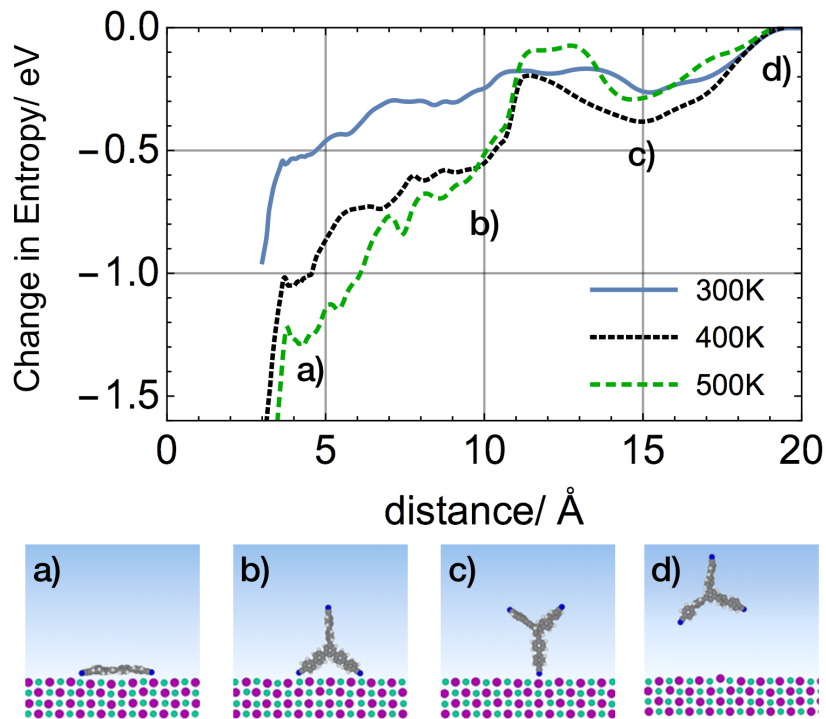 Change in Entropy/ eV
0.0
−0.5
−1.0
−1.5
a)
b)
c)
d)
300K
400K
500K
0 5 10 15 20
distance/ Å
a) b) c) d)